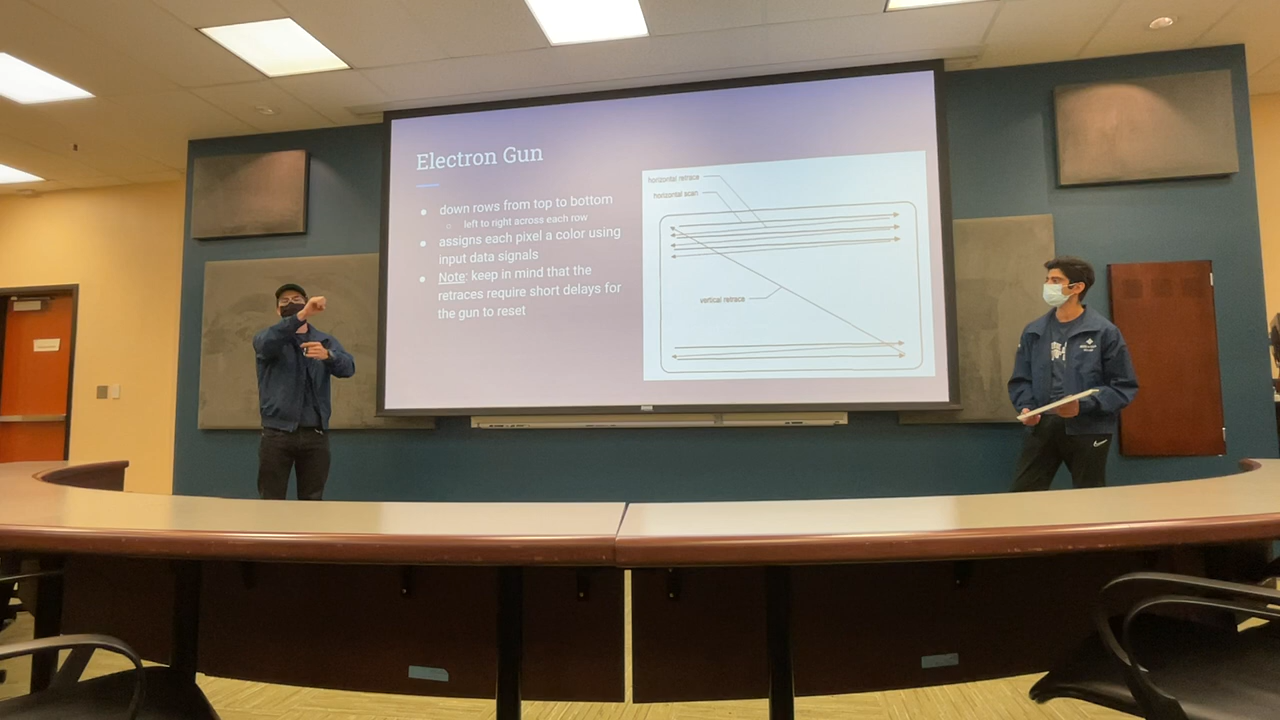 Electron Gun
● down rows from top to bottom
○ left to right across each row
● assigns each pixel a color using
input data signals
● Note: keep in mind that the
retraces require short delays for
the gun to reset
horizontal retrace
horizontal scan
vertical retrace